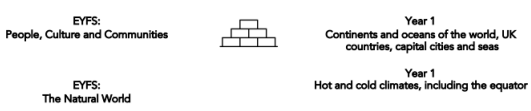 EYFS:
People, Culture and Communities
Year 1
Continents and oceans of the world, UK
countries, capital cities and seas
EYFS:
The Natural World
Year 1
Hot and cold climates, including the equator